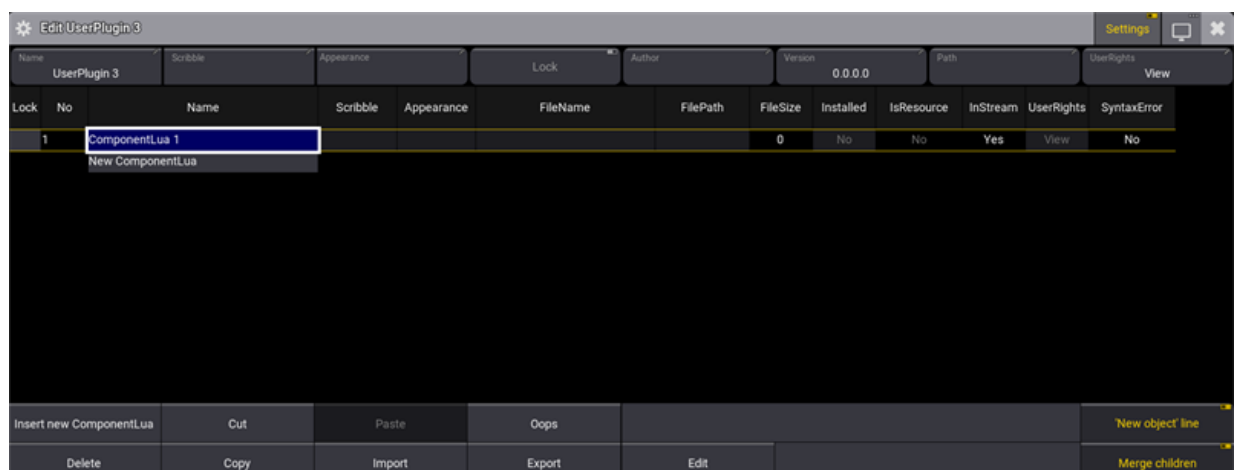 Edit UserPlugin 3 Settings
Name Scribble Appearance Lock Author Version Path UserRights
UserPlugin 3 0.0.0.0 View
Lock No Name Scribble Appearance FileName FilePath FileSize Installed IsResource InStream UserRights SyntaxError
1 ComponentLua 1 0 No No Yes View No
New ComponentLua
Insert new ComponentLua Cut Paste Oops 'New object' line
Delete Copy Import Export Edit Merge children